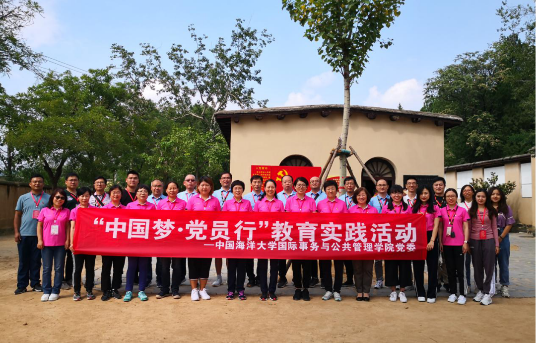 “中国梦·党员行”教育实践活动
—中国海洋大学国际事务与公共管理学院党委